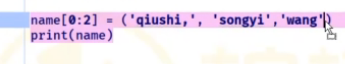 name[0:2] = ('qiushi,', 'songyi','wang')
print(name)